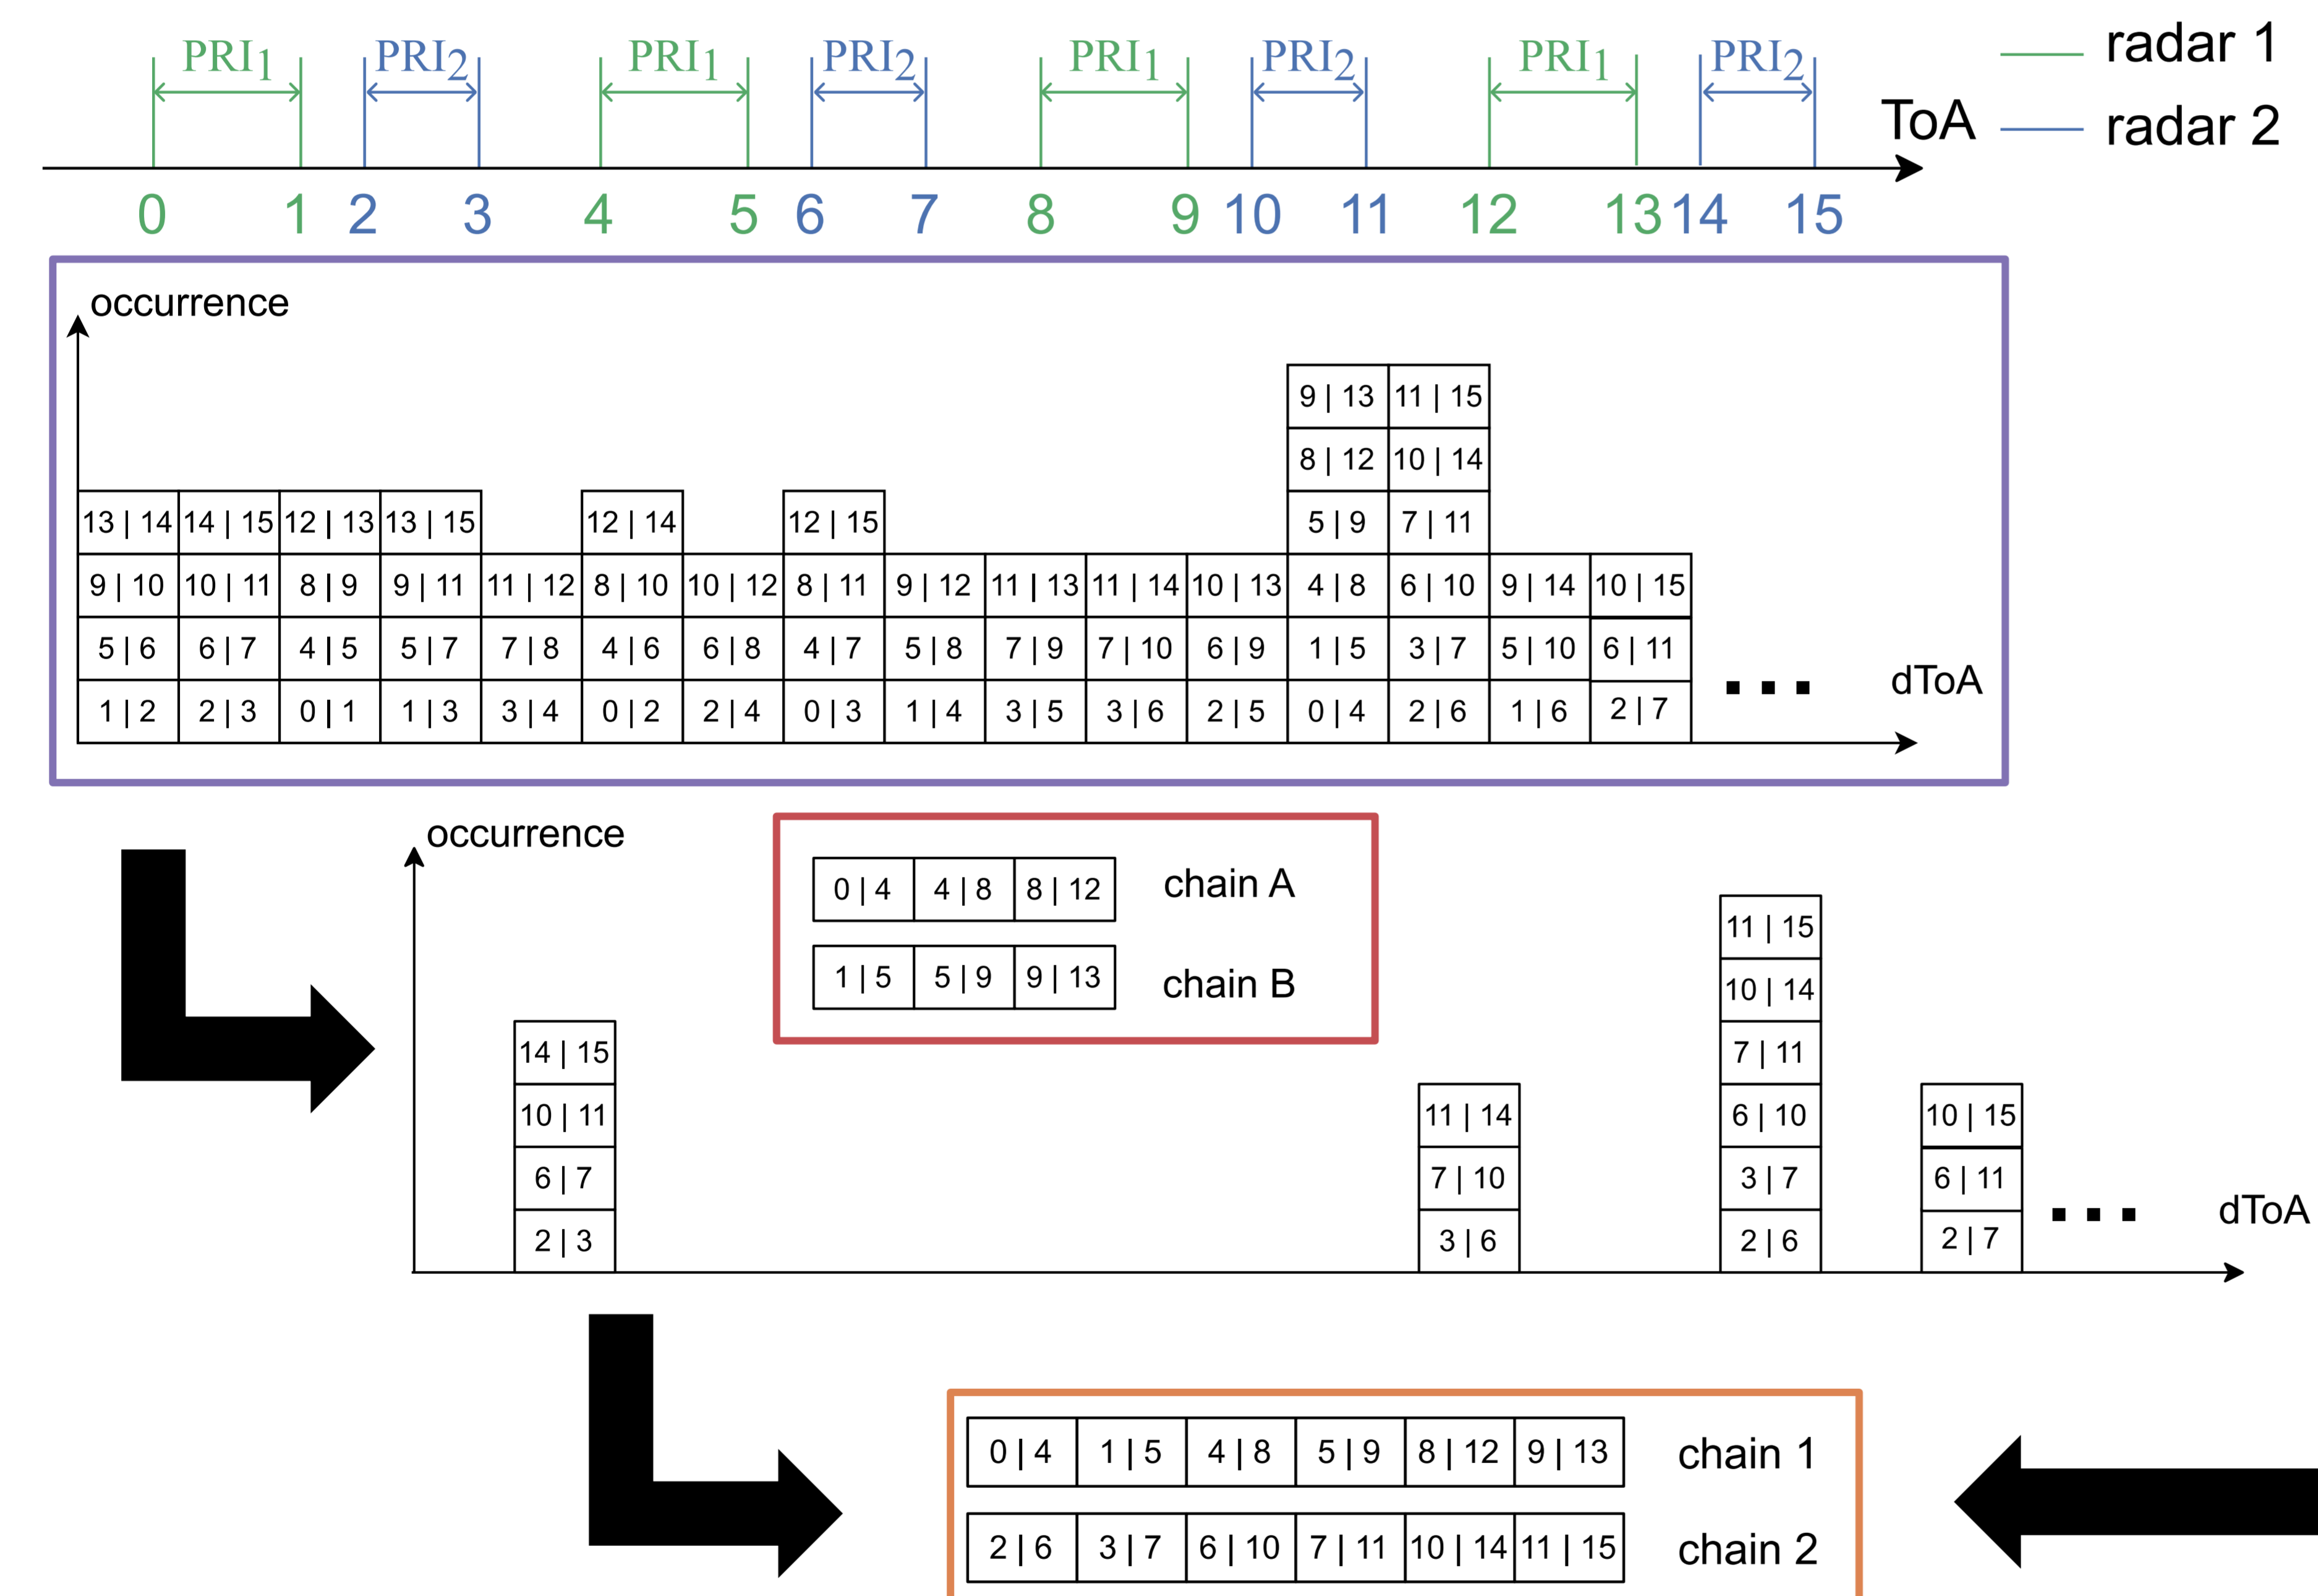 PRI1 PRI2 PRI1 PRI2 PRI1 PRI2 PRI1 PRI2
radar 1
ToA
radar 2
0 1 2 3 4 5 6 7 8 9 10 11 12 13 14 15
occurrence
9 | 13 11 | 15
8 | 12 10 | 14
13 | 14 14 | 15 12 | 13 13 | 15 12 | 14 12 | 15 5 | 9 7 | 11
9 | 10 10 | 11 8 | 9 9 | 11 11 | 12 8 | 10 10 | 12 8 | 11 9 | 12 11 | 13 11 | 14 10 | 13 4 | 8 6 | 10 9 | 14 10 | 15
5 | 6 6 | 7 4 | 5 5 | 7 7 | 8 4 | 6 6 | 8 4 | 7 5 | 8 7 | 9 7 | 10 6 | 9 1 | 5 3 | 7 5 | 10 6 | 11
1 | 2 2 | 3 0 | 1 1 | 3 3 | 4 0 | 2 2 | 4 0 | 3 1 | 4 3 | 5 3 | 6 2 | 5 0 | 4 2 | 6 1 | 6 2 | 7
... dToA
occurrence
0 | 4 4 | 8 8 | 12 chain A
1 | 5 5 | 9 9 | 13 chain B
11 | 15
10 | 14
14 | 15 7 | 11
10 | 11 11 | 14 6 | 10 10 | 15
6 | 7 7 | 10 3 | 7 6 | 11
2 | 3 3 | 6 2 | 6 2 | 7
... dToA
0 | 4 1 | 5 4 | 8 5 | 9 8 | 12 9 | 13 chain 1
2 | 6 3 | 7 6 | 10 7 | 11 10 | 14 11 | 15 chain 2